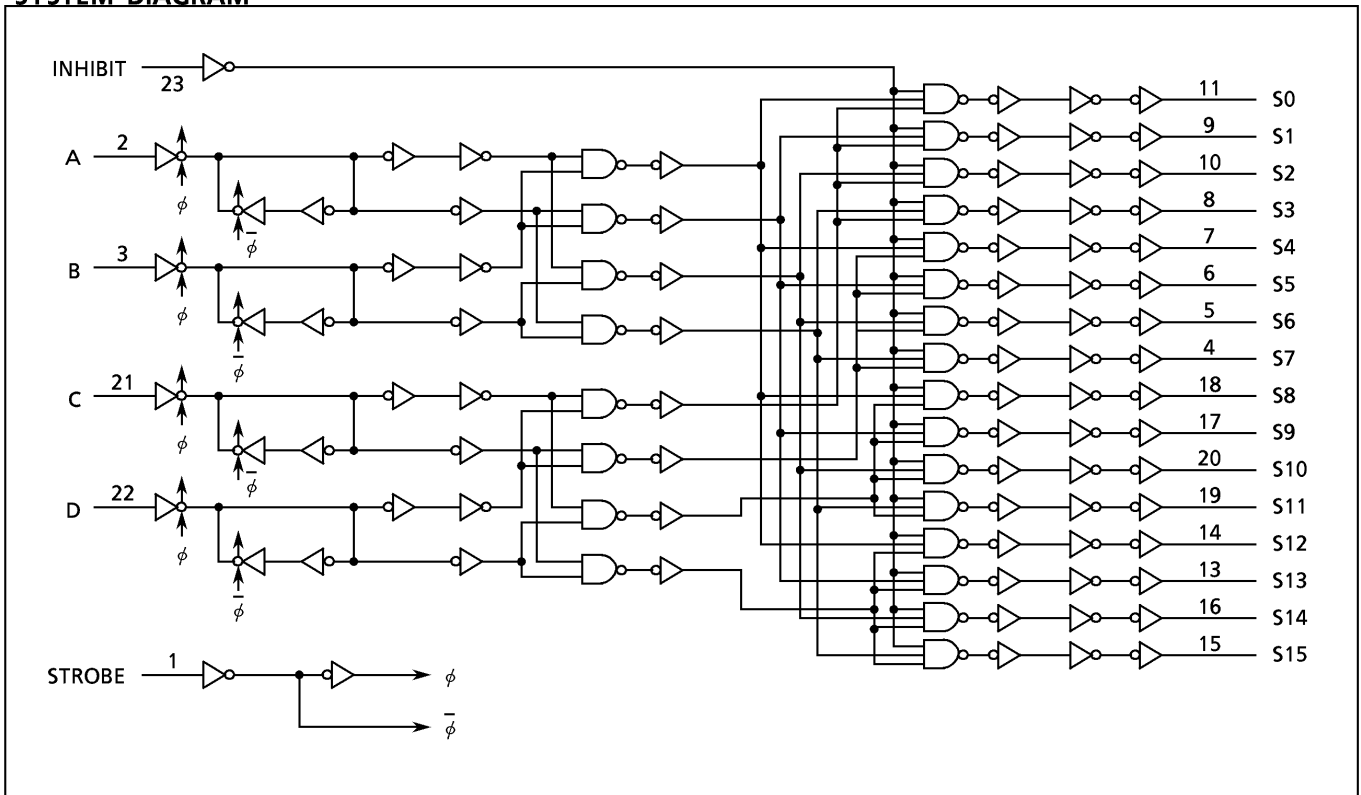 SYSTEM DIAGRAM
INHIBIT
23
A
2
ϕ
ϕ̅
B
3
ϕ
ϕ̅
C
21
ϕ
ϕ̅
D
22
ϕ
ϕ̅
STROBE
1
ϕ
ϕ̅
11 S0
9 S1
10 S2
8 S3
7 S4
6 S5
5 S6
4 S7
18 S8
17 S9
20 S10
19 S11
14 S12
13 S13
16 S14
15 S15